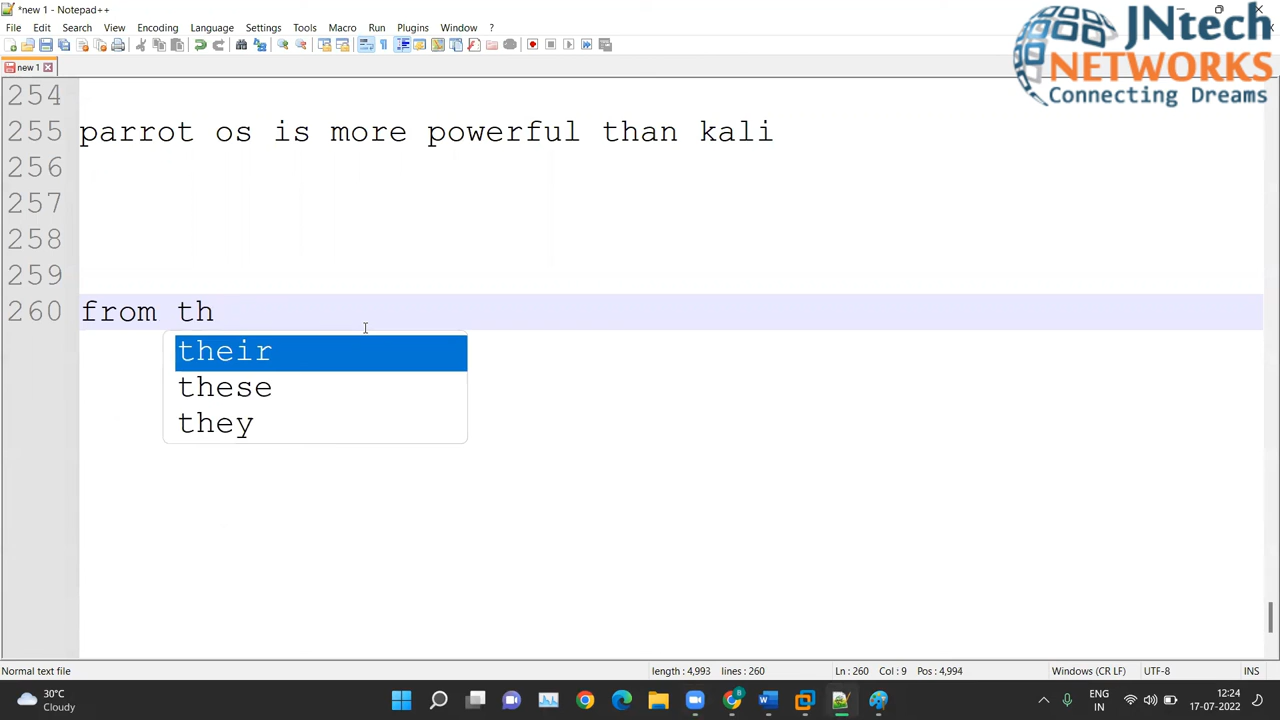 *new 1 - Notepad++
File Edit Search View Encoding Language Settings Tools Macro Run Plugins Window ?
new 1
JNtech
NETWORKS
Connecting Dreams
254
255 parrot os is more powerful than kali
256
257
258
259
260 from th
their
these
they
Normal text file length : 4,993 lines : 260 Ln : 260 Col : 9 Pos : 4,994 Windows (CR LF) UTF-8 INS
30°C
Cloudy
8
ENG
IN
12:24
17-07-2022